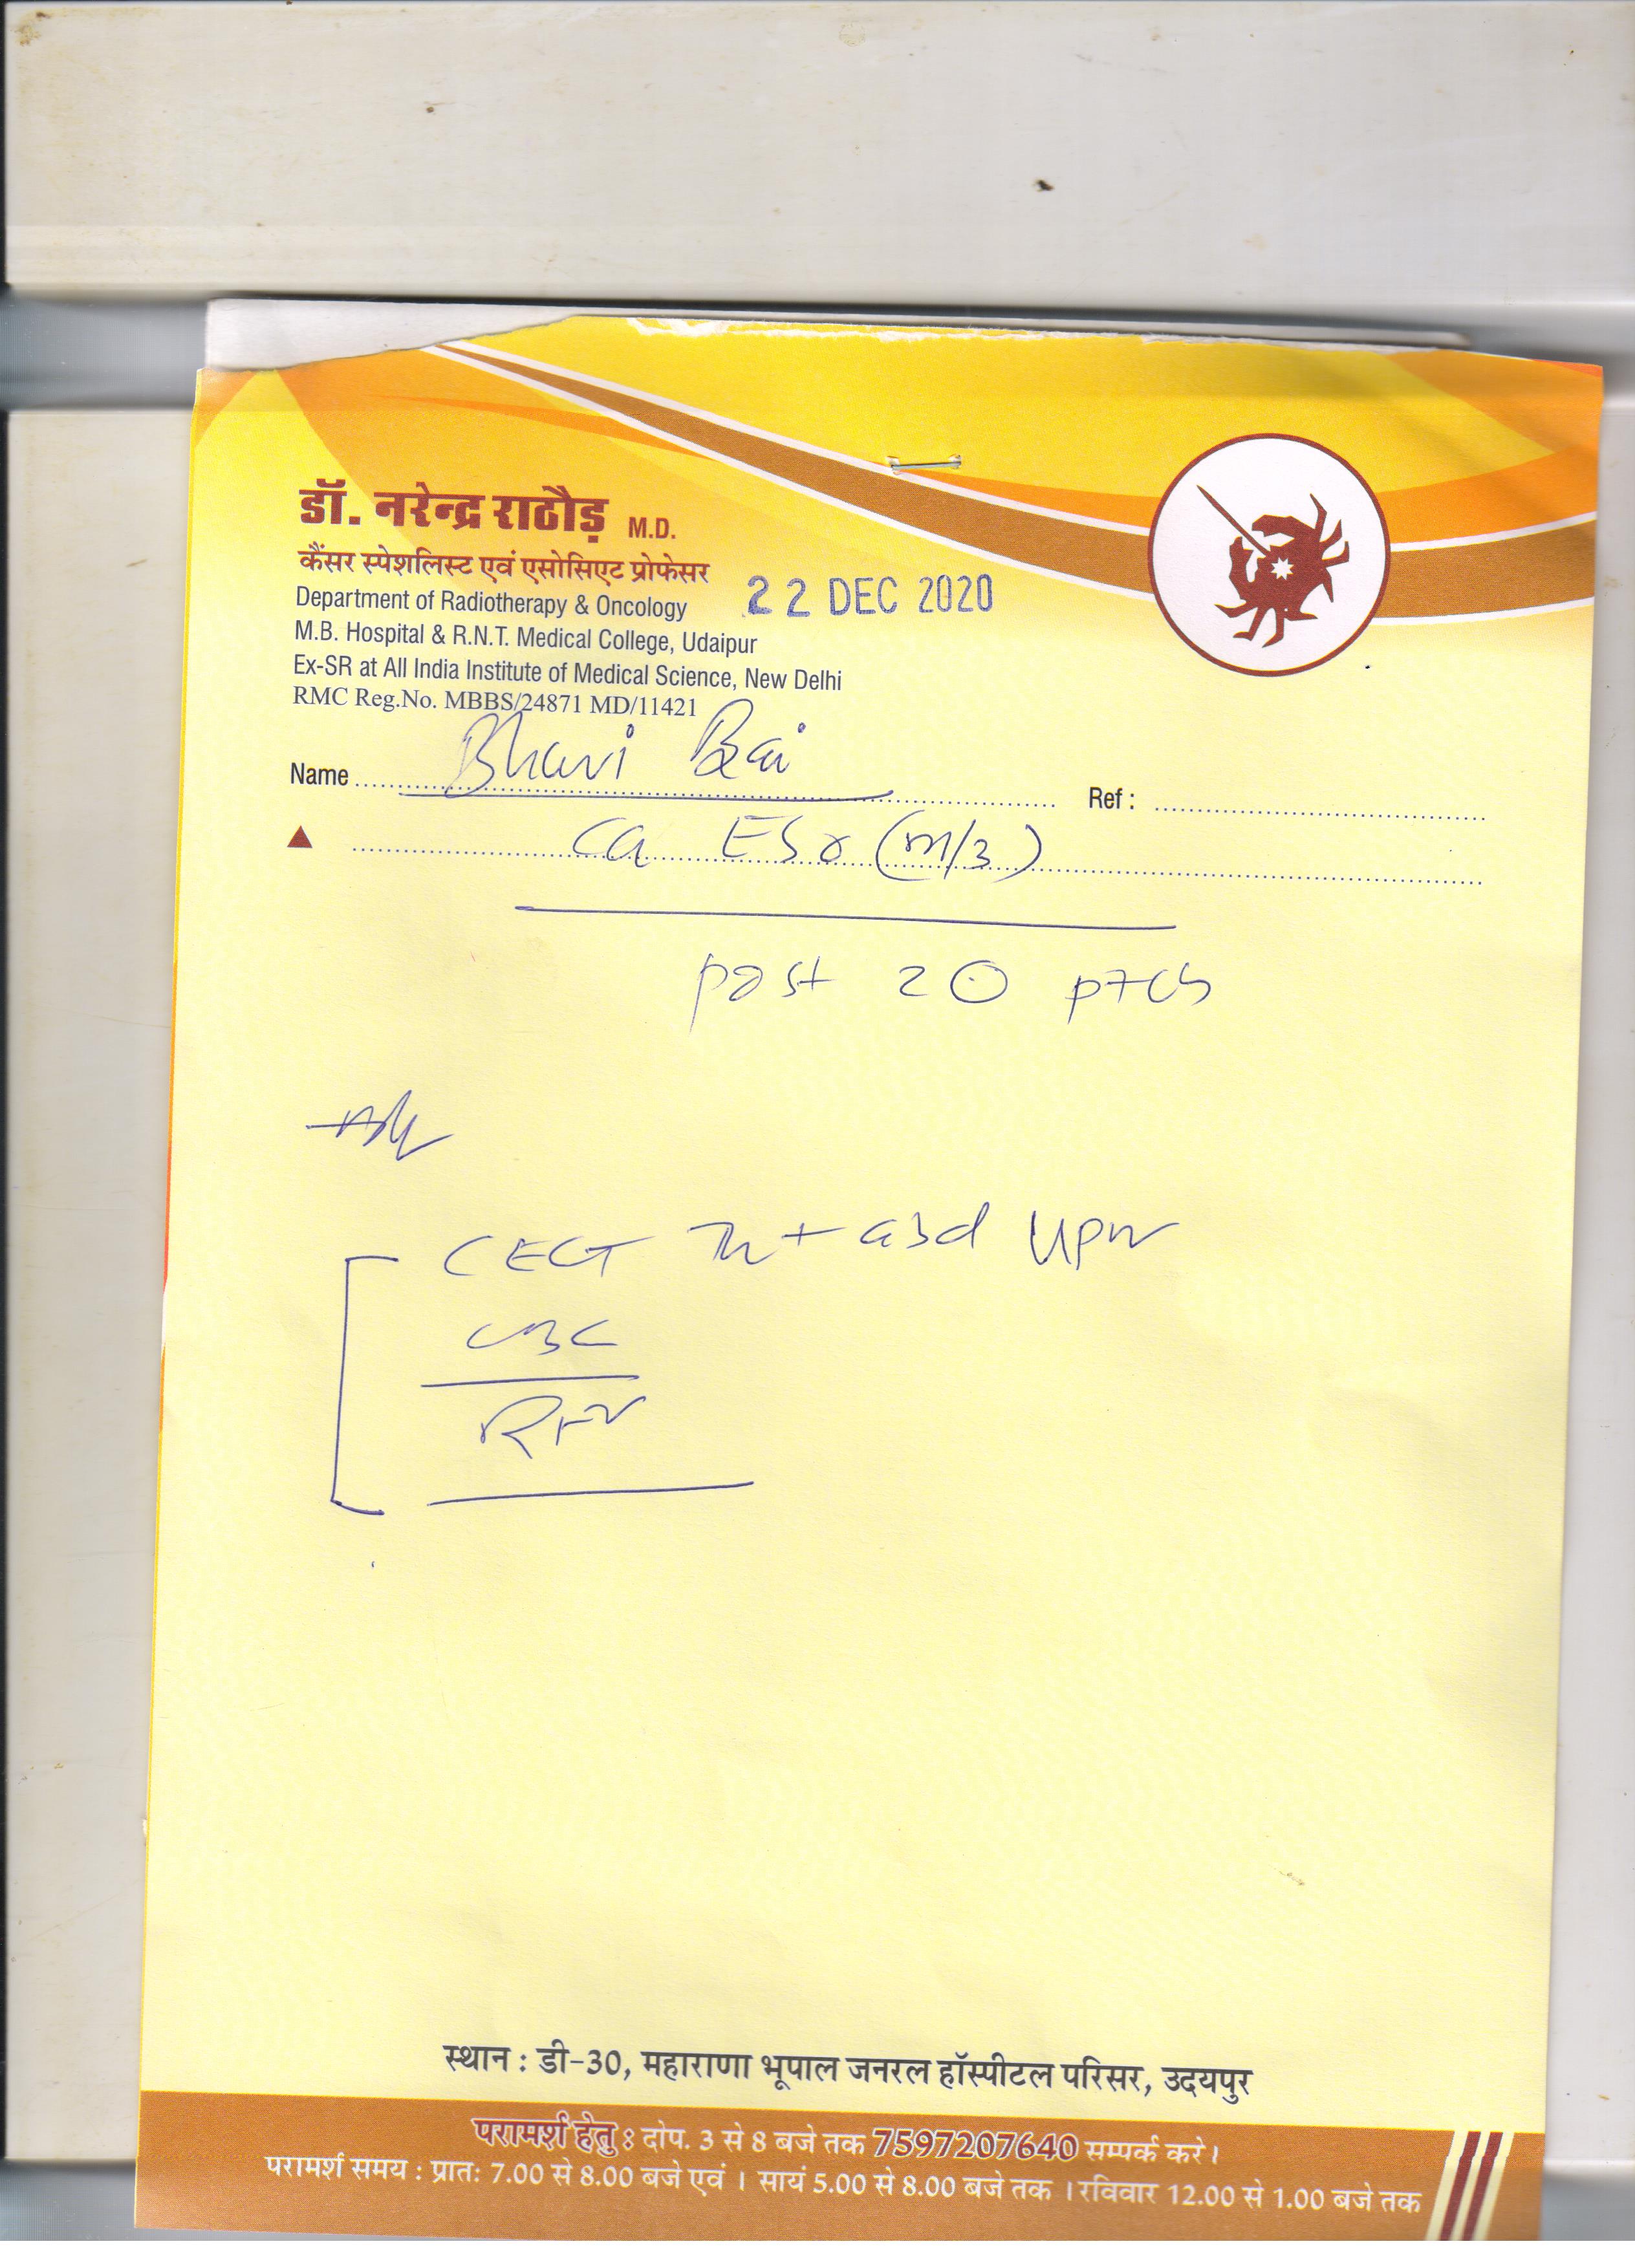 डॉ. नरेन्द्र राठौड़ M.D.
कैंसर स्पेशलिस्ट एवं एसोसिएट प्रोफेसर
Department of Radiotherapy & Oncology
22 DEC 2020
M.B. Hospital & R.N.T. Medical College, Udaipur
Ex-SR at All India Institute of Medical Science, New Delhi
RMC Reg.No. MBBS/24871 MD/11421
Name Bhavi Bai Ref :
Ca ESO (m/3)
post 20
Adv
CECT Th + abd upper
CBC
RFT
स्थान : डी-30, महाराणा भूपाल जनरल हॉस्पीटल परिसर, उदयपुर
परामर्श हेतु : दोप. 3 से 8 बजे तक 7597207640 सम्पर्क करे।
परामर्श समय : प्रातः 7.00 से 8.00 बजे एवं । सायं 5.00 से 8.00 बजे तक । रविवार 12.00 से 1.00 बजे तक